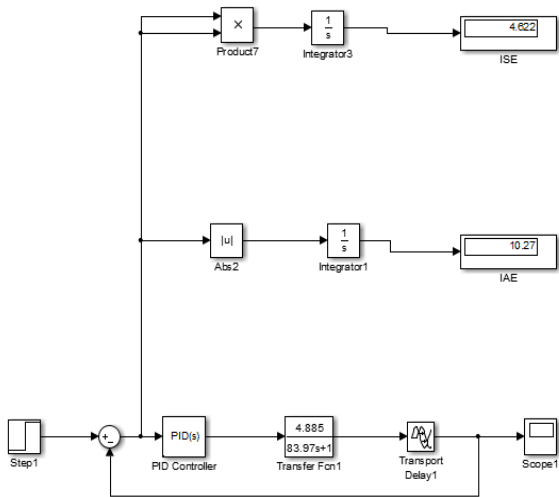 ×
Product7
1
s
Integrator3
4.622
ISE
|u|
Abs2
1
s
Integrator1
10.27
IAE
Step1
+
−
PID(s)
PID Controller
4.885
83.97s+1
Transfer Fcn1
Transport
Delay1
Scope1